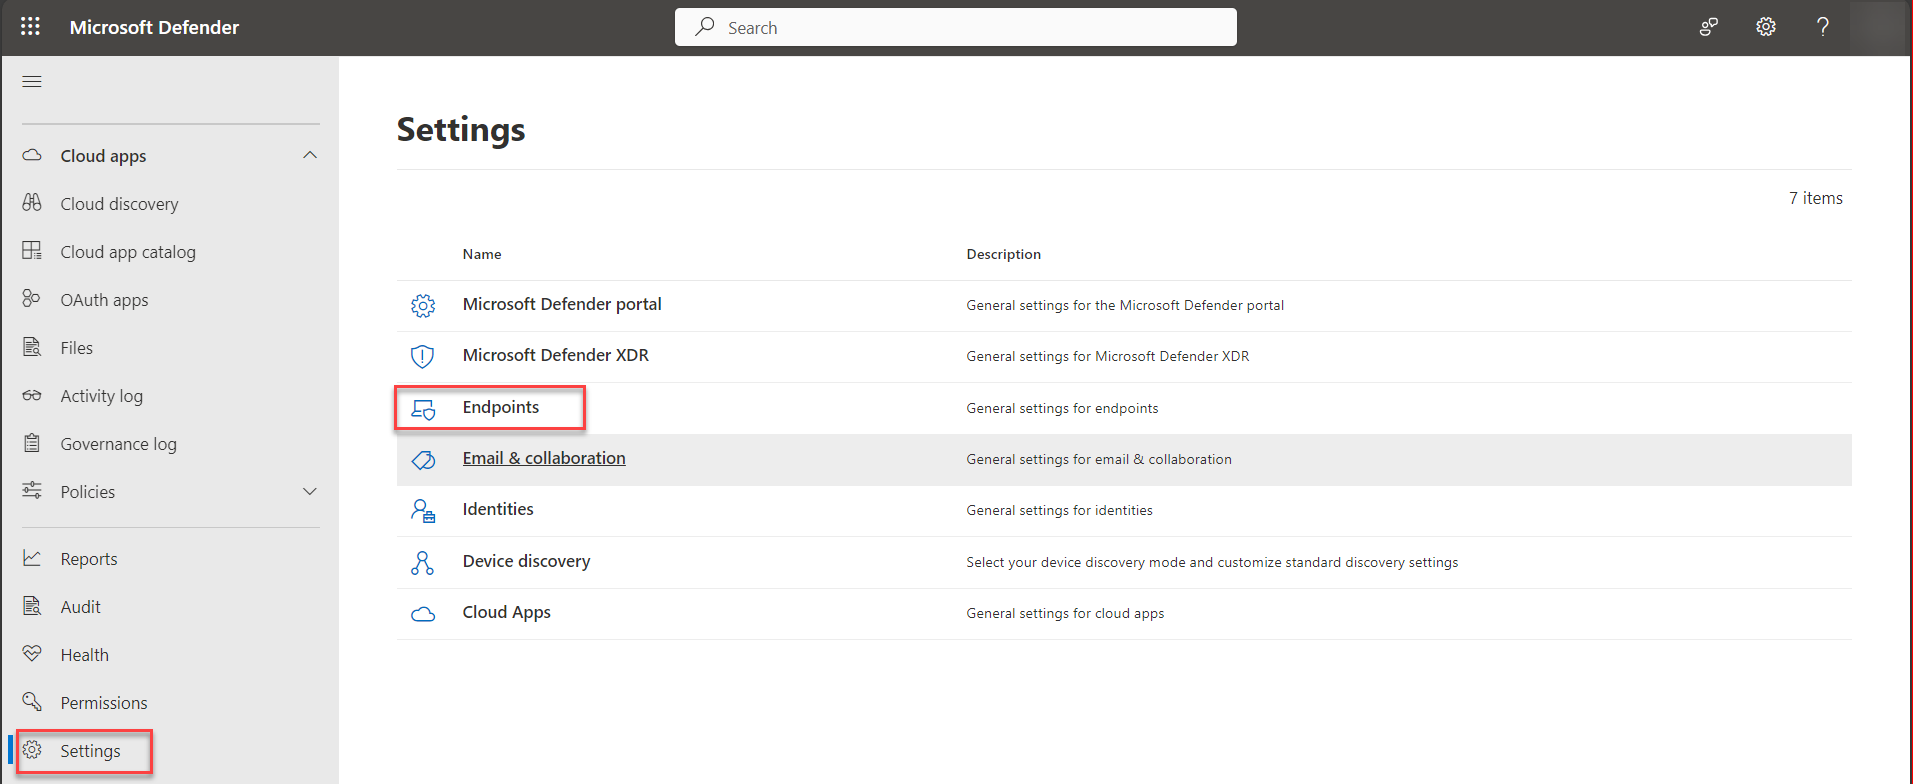 Microsoft Defender
Search
?
Cloud apps
Cloud discovery
Cloud app catalog
OAuth apps
Files
Activity log
Governance log
Policies
Reports
Audit
Health
Permissions
Settings
Settings
7 items
Name Description
Microsoft Defender portal General settings for the Microsoft Defender portal
Microsoft Defender XDR General settings for Microsoft Defender XDR
Endpoints General settings for endpoints
Email & collaboration General settings for email & collaboration
Identities General settings for identities
Device discovery Select your device discovery mode and customize standard discovery settings
Cloud Apps General settings for cloud apps